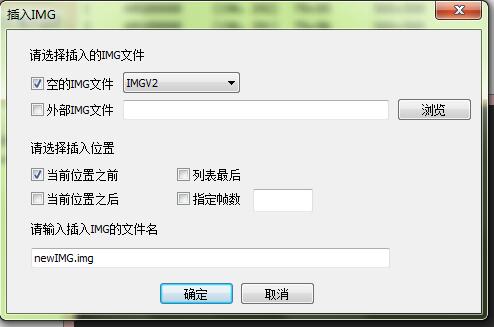 插入IMG
请选择插入的IMG文件
空的IMG文件 IMGV2
外部IMG文件 浏览
请选择插入位置
当前位置之前 列表最后
当前位置之后 指定帧数
请输入插入IMG的文件名
newIMG.img
确定 取消